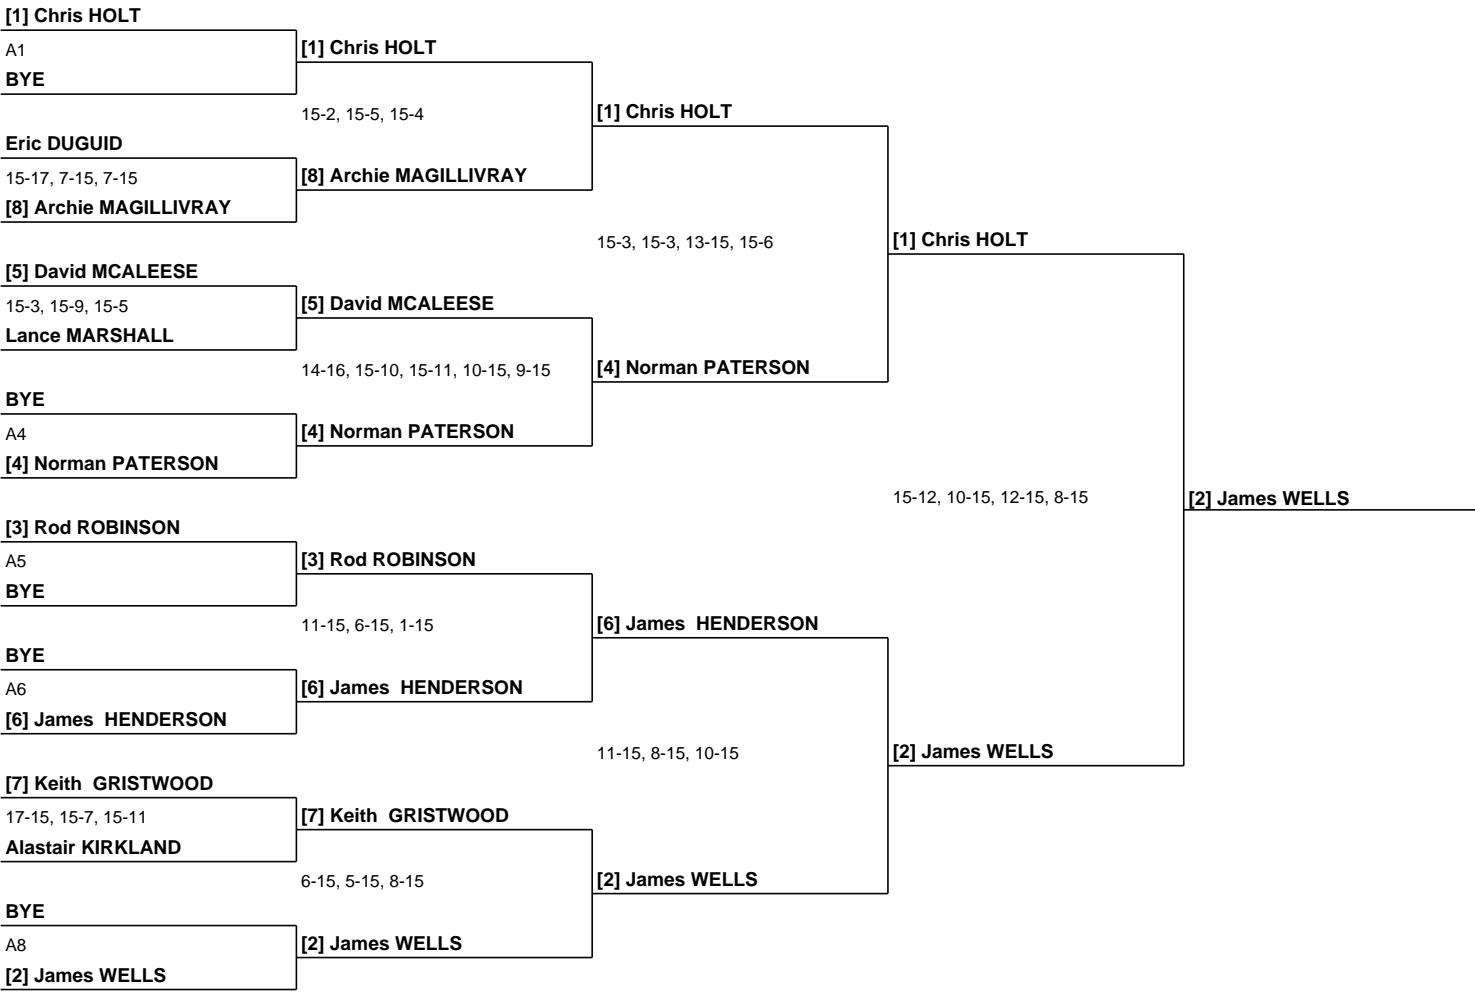 [1] Chris HOLT
A1
BYE
Eric DUGUID
15-17, 7-15, 7-15
[8] Archie MAGILLIVRAY
[5] David MCALEESE
15-3, 15-9, 15-5
Lance MARSHALL
BYE
A4
[4] Norman PATERSON
[3] Rod ROBINSON
A5
BYE
BYE
A6
[6] James  HENDERSON
[7] Keith  GRISTWOOD
17-15, 15-7, 15-11
Alastair KIRKLAND
BYE
A8
[2] James WELLS
[1] Chris HOLT
15-2, 15-5, 15-4
[8] Archie MAGILLIVRAY
[5] David MCALEESE
14-16, 15-10, 15-11, 10-15, 9-15
[4] Norman PATERSON
[3] Rod ROBINSON
11-15, 6-15, 1-15
[6] James  HENDERSON
[7] Keith  GRISTWOOD
6-15, 5-15, 8-15
[2] James WELLS
[1] Chris HOLT
15-3, 15-3, 13-15, 15-6
[4] Norman PATERSON
[6] James  HENDERSON
11-15, 8-15, 10-15
[2] James WELLS
[1] Chris HOLT
15-12, 10-15, 12-15, 8-15
[2] James WELLS
[2] James WELLS